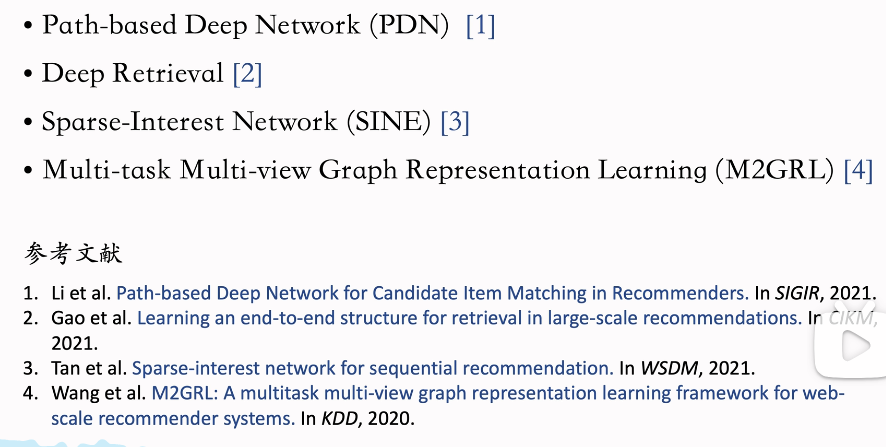 • Path-based Deep Network (PDN) [1]
• Deep Retrieval [2]
• Sparse-Interest Network (SINE) [3]
• Multi-task Multi-view Graph Representation Learning (M2GRL) [4]
参考文献
1. Li et al. Path-based Deep Network for Candidate Item Matching in Recommenders. In SIGIR, 2021.
2. Gao et al. Learning an end-to-end structure for retrieval in large-scale recommendations. In CIKM,
2021.
3. Tan et al. Sparse-interest network for sequential recommendation. In WSDM, 2021.
4. Wang et al. M2GRL: A multitask multi-view graph representation learning framework for web-
scale recommender systems. In KDD, 2020.